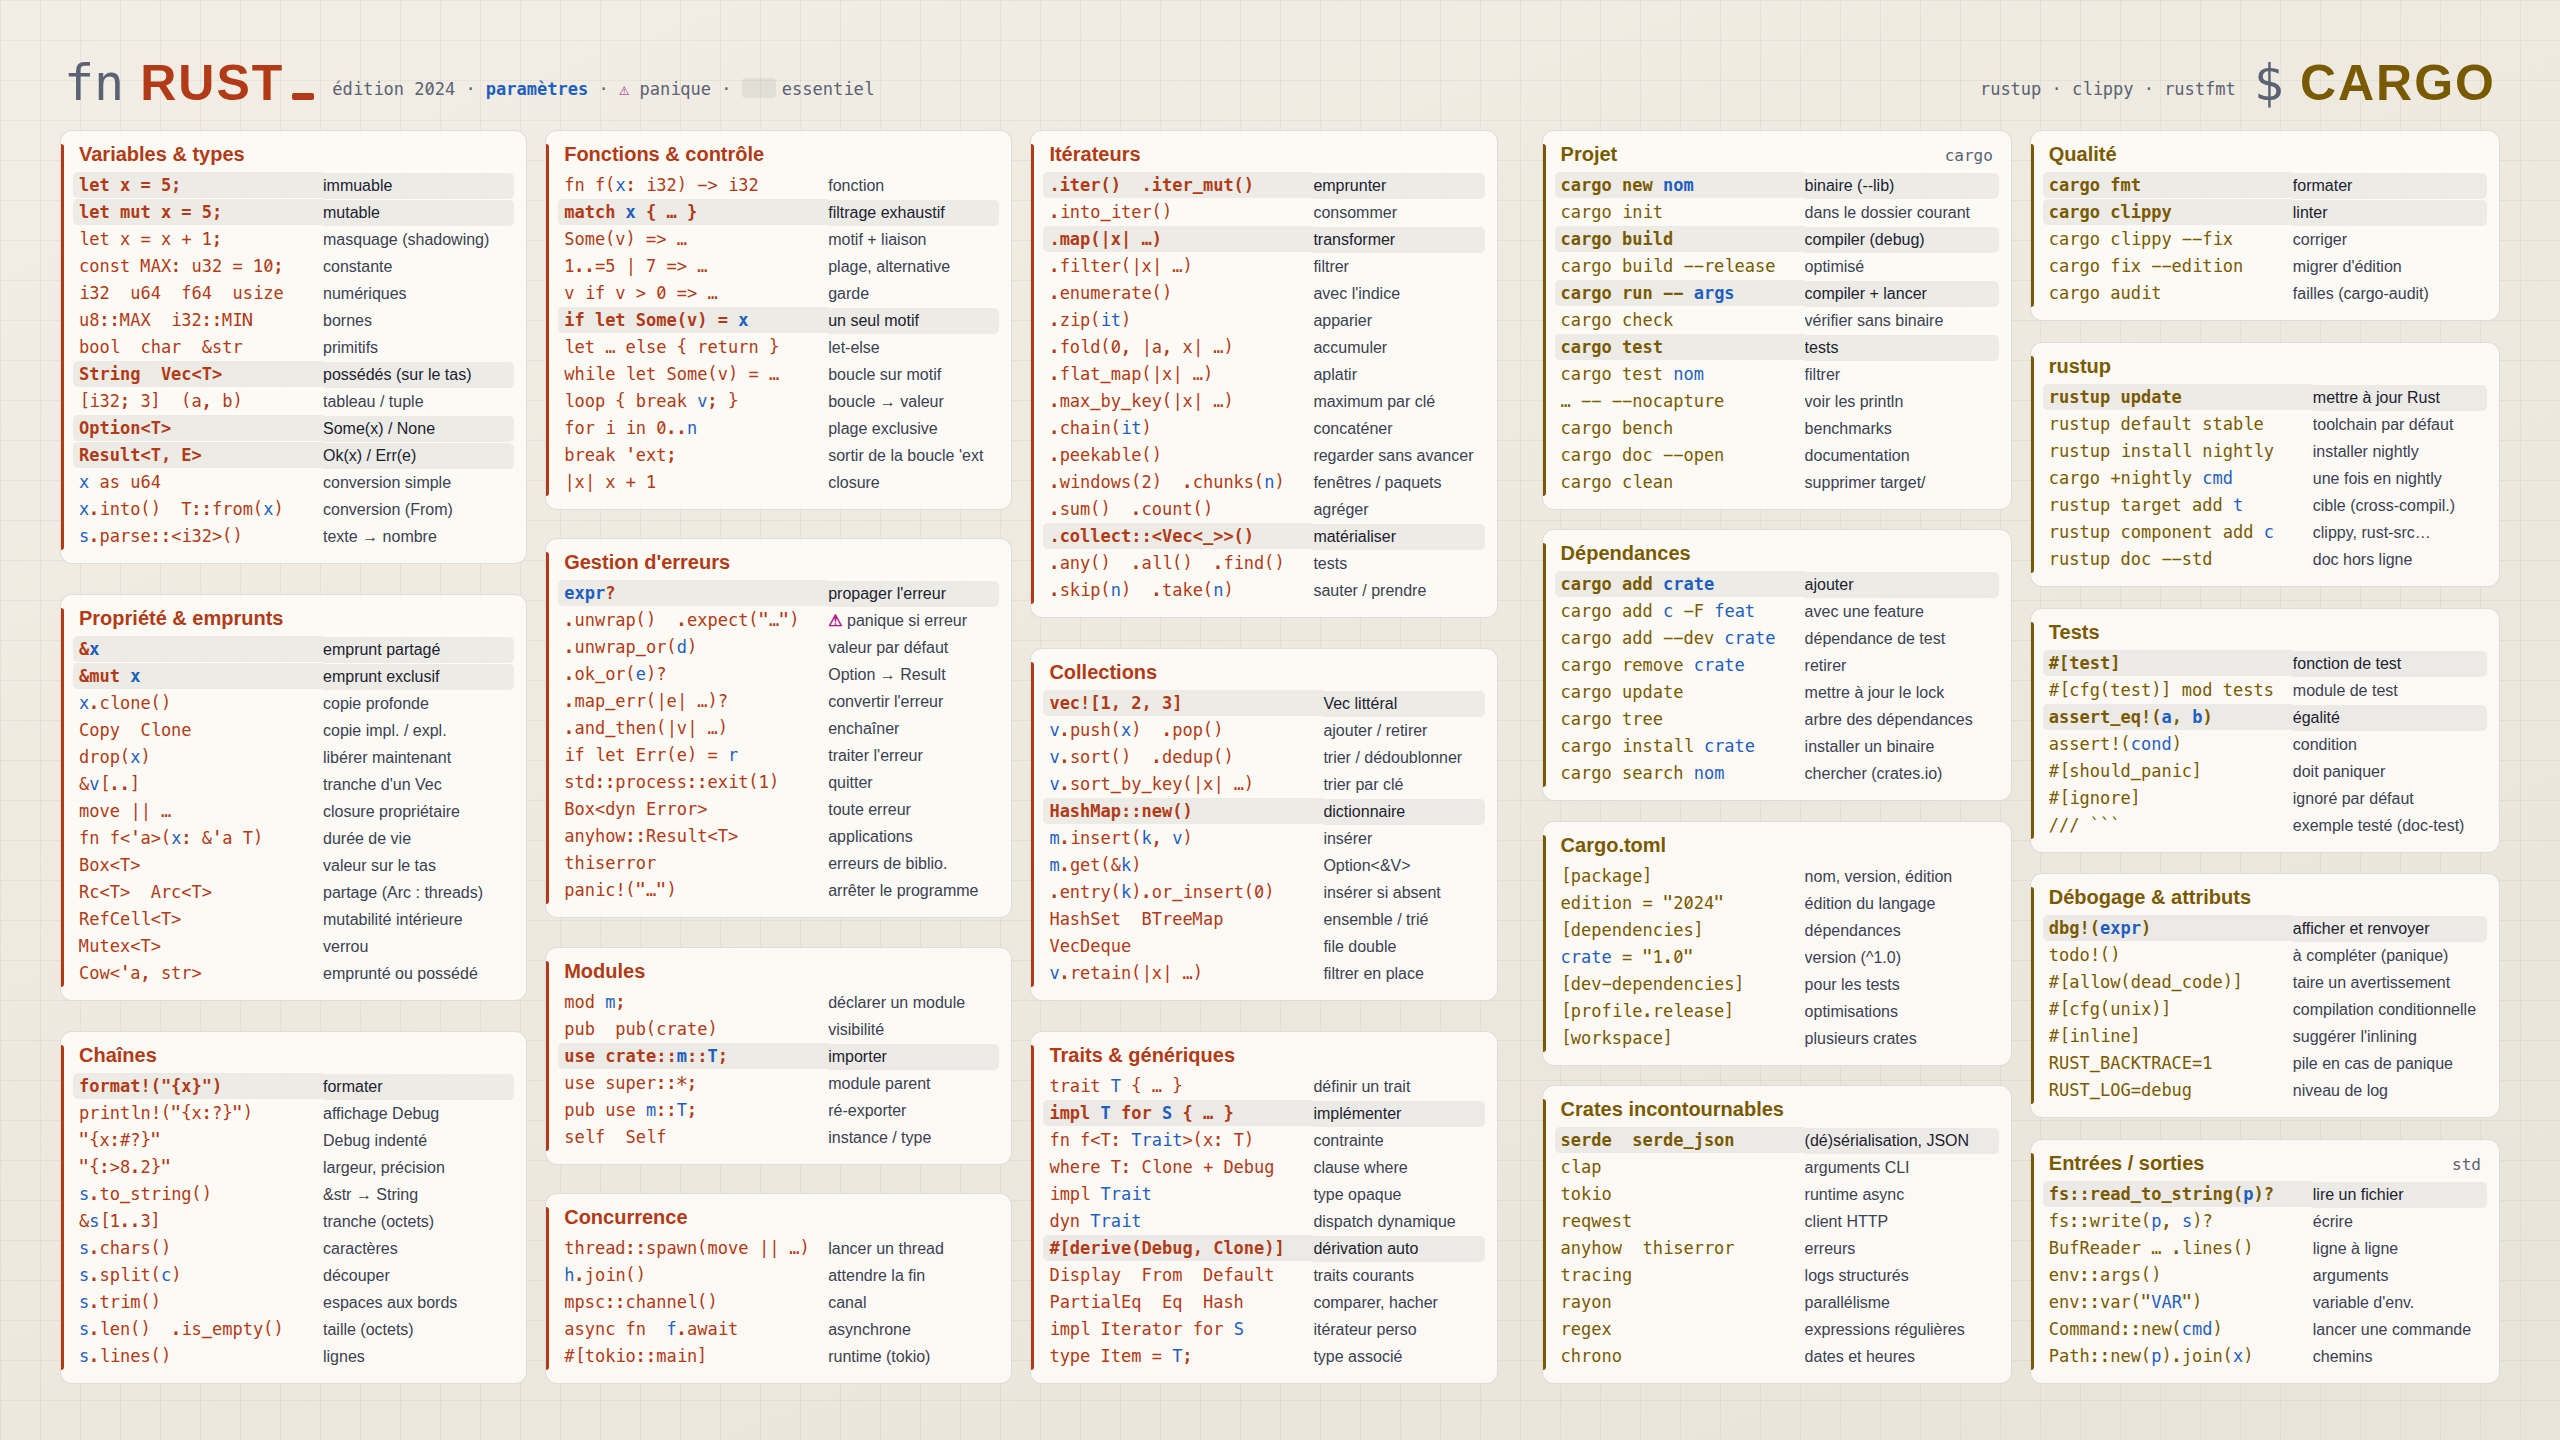 fn RUST
édition 2024 · paramètres · ⚠ panique · essentiel
rustup · clippy · rustfmt $ CARGO
Variables & types
let x = 5; immuable
let mut x = 5; mutable
let x = x + 1; masquage (shadowing)
const MAX: u32 = 10; constante
i32 u64 f64 usize numériques
u8::MAX i32::MIN bornes
bool char &str primitifs
String Vec<T> possédés (sur le tas)
[i32; 3] (a, b) tableau / tuple
Option<T> Some(x) / None
Result<T, E> Ok(x) / Err(e)
x as u64 conversion simple
x.into() T::from(x) conversion (From)
s.parse::<i32>() texte → nombre
Propriété & emprunts
&x emprunt partagé
&mut x emprunt exclusif
x.clone() copie profonde
Copy Clone copie impl. / expl.
drop(x) libérer maintenant
&v[..] tranche d'un Vec
move || … closure propriétaire
fn f<'a>(x: &'a T) durée de vie
Box<T> valeur sur le tas
Rc<T> Arc<T> partage (Arc : threads)
RefCell<T> mutabilité intérieure
Mutex<T> verrou
Cow<'a, str> emprunté ou possédé
Chaînes
format!("{x}") formater
println!("{x:?}") affichage Debug
"{x:#?}" Debug indenté
"{:>8.2}" largeur, précision
s.to_string() &str → String
&s[1..3] tranche (octets)
s.chars() caractères
s.split(c) découper
s.trim() espaces aux bords
s.len() .is_empty() taille (octets)
s.lines() lignes
Fonctions & contrôle
fn f(x: i32) -> i32 fonction
match x { … } filtrage exhaustif
Some(v) => … motif + liaison
1..=5 | 7 => … plage, alternative
v if v > 0 => … garde
if let Some(v) = x un seul motif
let … else { return } let-else
while let Some(v) = … boucle sur motif
loop { break v; } boucle → valeur
for i in 0..n plage exclusive
break 'ext; sortir de la boucle 'ext
|x| x + 1 closure
Gestion d'erreurs
expr? propager l'erreur
.unwrap() .expect("…") ⚠ panique si erreur
.unwrap_or(d) valeur par défaut
.ok_or(e)? Option → Result
.map_err(|e| …)? convertir l'erreur
.and_then(|v| …) enchaîner
if let Err(e) = r traiter l'erreur
std::process::exit(1) quitter
Box<dyn Error> toute erreur
anyhow::Result<T> applications
thiserror erreurs de biblio.
panic!("…") arrêter le programme
Modules
mod m; déclarer un module
pub pub(crate) visibilité
use crate::m::T; importer
use super::*; module parent
pub use m::T; ré-exporter
self Self instance / type
Concurrence
thread::spawn(move || …) lancer un thread
h.join() attendre la fin
mpsc::channel() canal
async fn f.await asynchrone
#[tokio::main] runtime (tokio)
Itérateurs
.iter() .iter_mut() emprunter
.into_iter() consommer
.map(|x| …) transformer
.filter(|x| …) filtrer
.enumerate() avec l'indice
.zip(it) apparier
.fold(0, |a, x| …) accumuler
.flat_map(|x| …) aplatir
.max_by_key(|x| …) maximum par clé
.chain(it) concaténer
.peekable() regarder sans avancer
.windows(2) .chunks(n) fenêtres / paquets
.sum() .count() agréger
.collect::<Vec<_>>() matérialiser
.any() .all() .find() tests
.skip(n) .take(n) sauter / prendre
Collections
vec![1, 2, 3] Vec littéral
v.push(x) .pop() ajouter / retirer
v.sort() .dedup() trier / dédoublonner
v.sort_by_key(|x| …) trier par clé
HashMap::new() dictionnaire
m.insert(k, v) insérer
m.get(&k) Option<&V>
.entry(k).or_insert(0) insérer si absent
HashSet BTreeMap ensemble / trié
VecDeque file double
v.retain(|x| …) filtrer en place
Traits & génériques
trait T { … } définir un trait
impl T for S { … } implémenter
fn f<T: Trait>(x: T) contrainte
where T: Clone + Debug clause where
impl Trait type opaque
dyn Trait dispatch dynamique
#[derive(Debug, Clone)] dérivation auto
Display From Default traits courants
PartialEq Eq Hash comparer, hacher
impl Iterator for S itérateur perso
type Item = T; type associé
Projet cargo
cargo new nom binaire (--lib)
cargo init dans le dossier courant
cargo build compiler (debug)
cargo build --release optimisé
cargo run -- args compiler + lancer
cargo check vérifier sans binaire
cargo test tests
cargo test nom filtrer
… -- --nocapture voir les println
cargo bench benchmarks
cargo doc --open documentation
cargo clean supprimer target/
Dépendances
cargo add crate ajouter
cargo add c -F feat avec une feature
cargo add --dev crate dépendance de test
cargo remove crate retirer
cargo update mettre à jour le lock
cargo tree arbre des dépendances
cargo install crate installer un binaire
cargo search nom chercher (crates.io)
Cargo.toml
[package] nom, version, édition
edition = "2024" édition du langage
[dependencies] dépendances
crate = "1.0" version (^1.0)
[dev-dependencies] pour les tests
[profile.release] optimisations
[workspace] plusieurs crates
Crates incontournables
serde serde_json (dé)sérialisation, JSON
clap arguments CLI
tokio runtime async
reqwest client HTTP
anyhow thiserror erreurs
tracing logs structurés
rayon parallélisme
regex expressions régulières
chrono dates et heures
Qualité
cargo fmt formater
cargo clippy linter
cargo clippy --fix corriger
cargo fix --edition migrer d'édition
cargo audit failles (cargo-audit)
rustup
rustup update mettre à jour Rust
rustup default stable toolchain par défaut
rustup install nightly installer nightly
cargo +nightly cmd une fois en nightly
rustup target add t cible (cross-compil.)
rustup component add c clippy, rust-src…
rustup doc --std doc hors ligne
Tests
#[test] fonction de test
#[cfg(test)] mod tests module de test
assert_eq!(a, b) égalité
assert!(cond) condition
#[should_panic] doit paniquer
#[ignore] ignoré par défaut
/// ``` exemple testé (doc-test)
Débogage & attributs
dbg!(expr) afficher et renvoyer
todo!() à compléter (panique)
#[allow(dead_code)] taire un avertissement
#[cfg(unix)] compilation conditionnelle
#[inline] suggérer l'inlining
RUST_BACKTRACE=1 pile en cas de panique
RUST_LOG=debug niveau de log
Entrées / sorties std
fs::read_to_string(p)? lire un fichier
fs::write(p, s)? écrire
BufReader … .lines() ligne à ligne
env::args() arguments
env::var("VAR") variable d'env.
Command::new(cmd) lancer une commande
Path::new(p).join(x) chemins